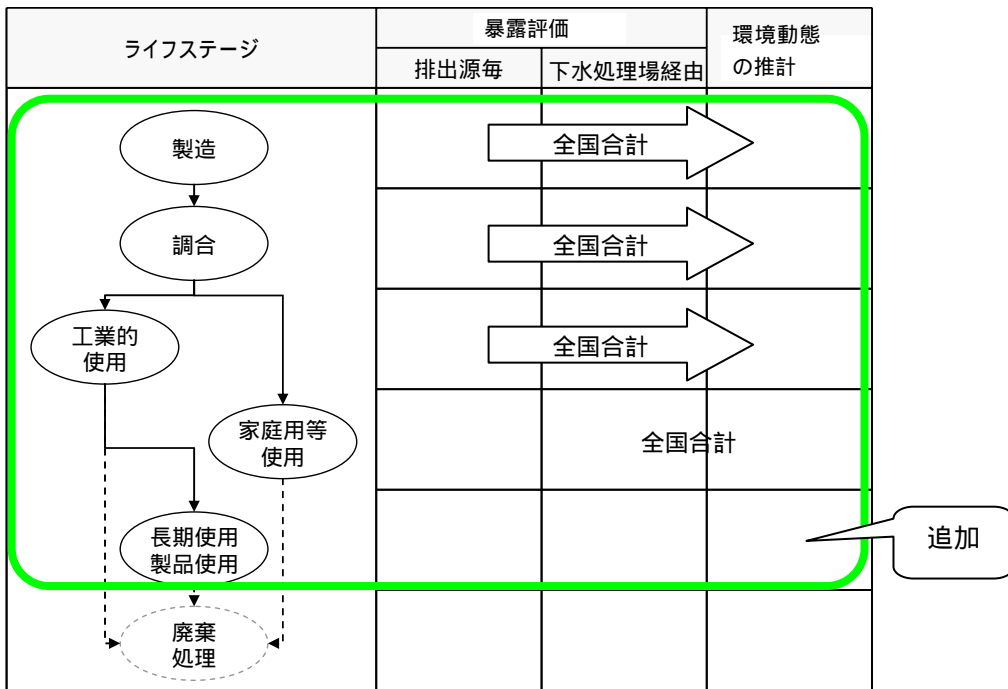 ライフステージ
暴露評価
環境動態
の推計
排出源毎
下水処理場経由
製造
全国合計
調合
全国合計
工業的
使用
全国合計
家庭用等
使用
全国合計
長期使用
製品使用
追加
廃棄
処理